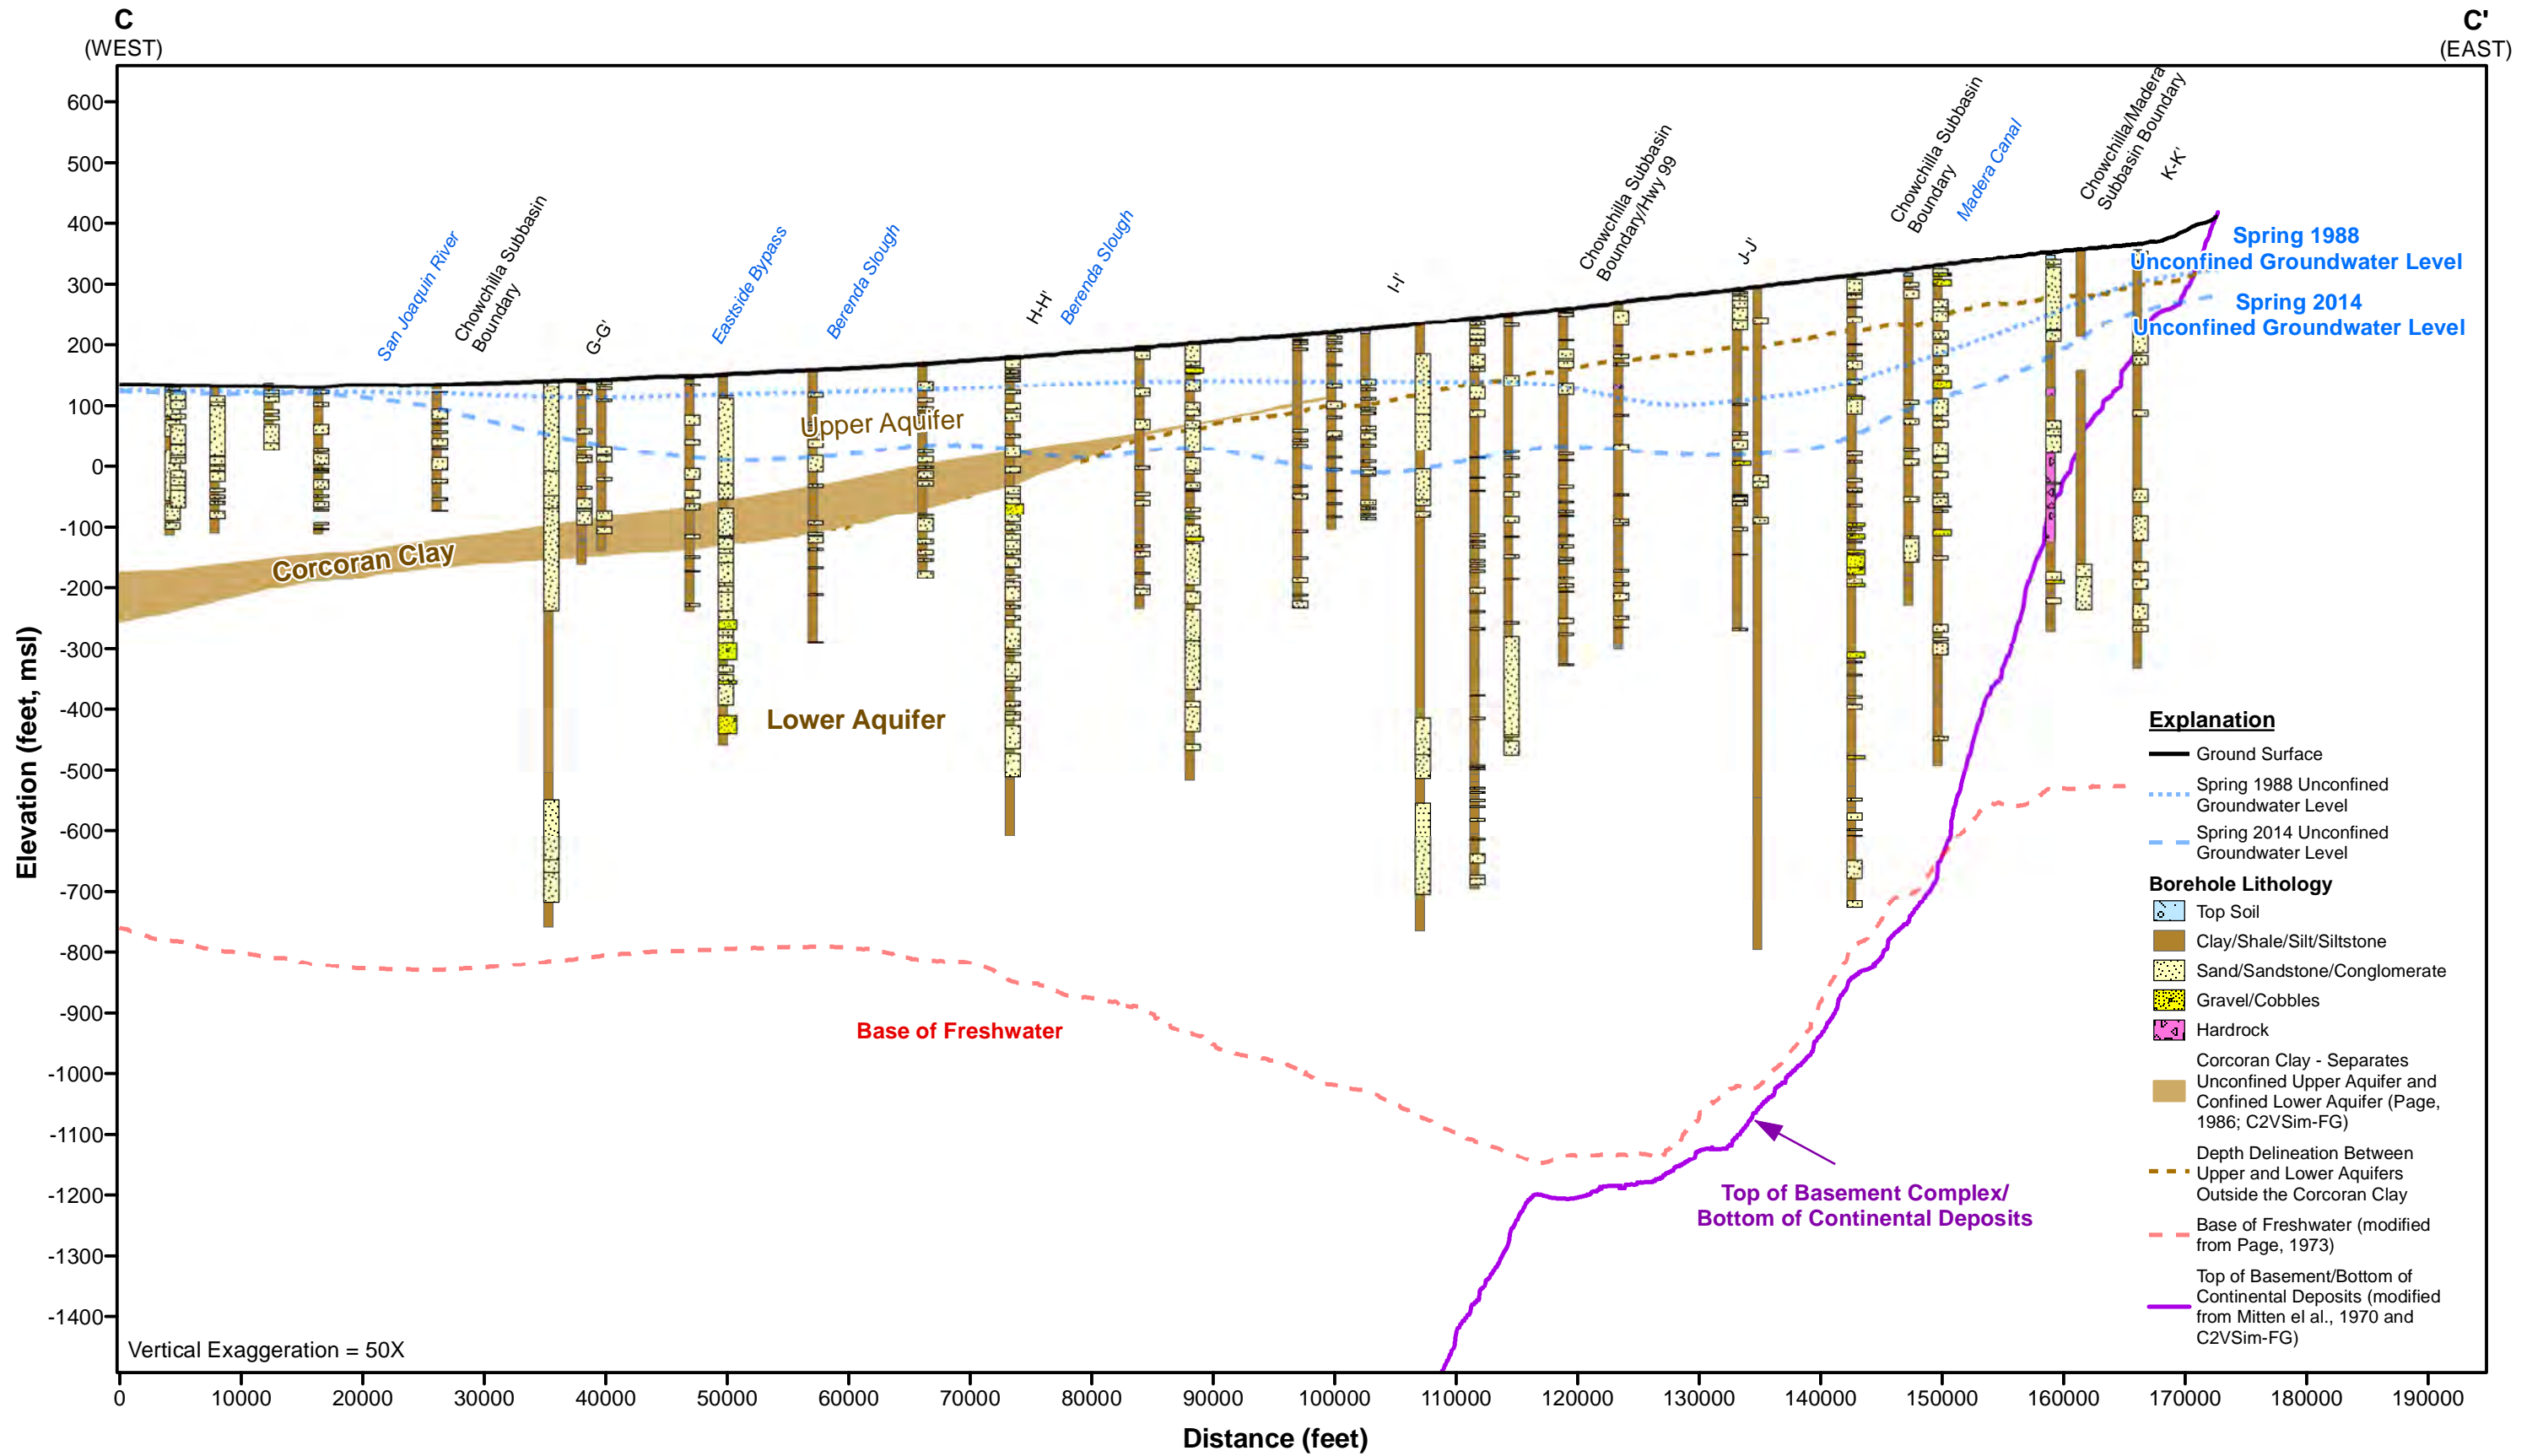 C
(WEST)
C'
(EAST)
600
500
400
300
200
100
0
-100
-200
-300
-400
-500
-600
-700
-800
-900
-1000
-1100
-1200
-1300
-1400
Elevation (feet, msl)
San Joaquin River
Chowchilla Subbasin
Boundary
G-G'
Eastside Bypass
Berenda Slough
H-H'
Berenda Slough
I-I'
Chowchilla Subbasin
Boundary/Hwy 99
J-J'
Chowchilla Subbasin
Boundary
Madera Canal
Chowchilla/Madera
Subbasin Boundary
K-K'
Spring 1988
Unconfined Groundwater Level
Spring 2014
Unconfined Groundwater Level
Upper Aquifer
Corcoran Clay
Lower Aquifer
Base of Freshwater
Top of Basement Complex/
Bottom of Continental Deposits
Explanation
Ground Surface
Spring 1988 Unconfined
Groundwater Level
Spring 2014 Unconfined
Groundwater Level
Borehole Lithology
Top Soil
Clay/Shale/Silt/Siltstone
Sand/Sandstone/Conglomerate
Gravel/Cobbles
Hardrock
Corcoran Clay - Separates
Unconfined Upper Aquifer and
Confined Lower Aquifer (Page,
1986; C2VSim-FG)
Depth Delineation Between
Upper and Lower Aquifers
Outside the Corcoran Clay
Base of Freshwater (modified
from Page, 1973)
Top of Basement/Bottom of
Continental Deposits (modified
from Mitten el al., 1970 and
C2VSim-FG)
Vertical Exaggeration = 50X
0 10000 20000 30000 40000 50000 60000 70000 80000 90000 100000 110000 120000 130000 140000 150000 160000 170000 180000 190000
Distance (feet)